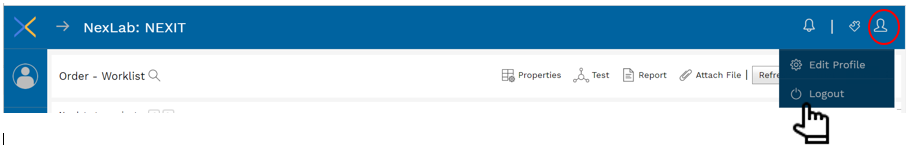 NexLab: NEXIT
Edit Profile
Order - Worklist
Properties Test Report Attach File Refre
Logout